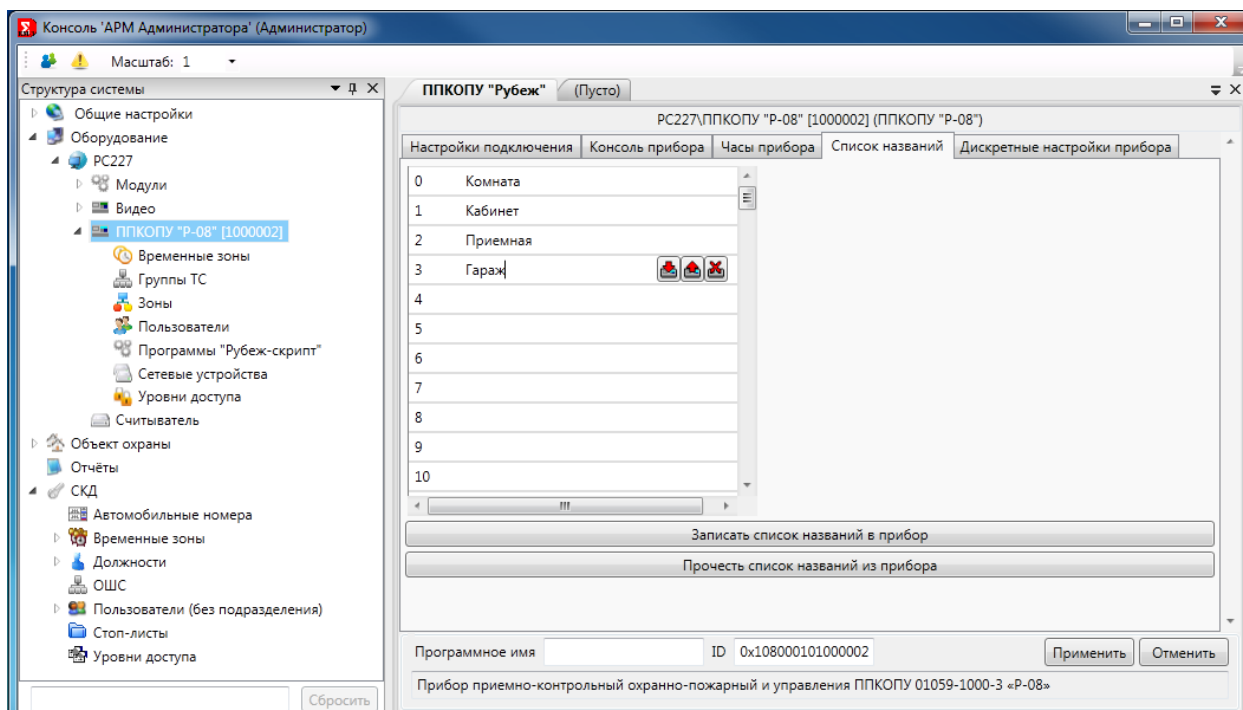 Консоль 'АРМ Администратора' (Администратор)
Масштаб: 1
Структура системы
Общие настройки
Оборудование
РС227
Модули
Видео
ППКОПУ "Р-08" [1000002]
Временные зоны
Группы ТС
Зоны
Пользователи
Программы "Рубеж-скрипт"
Сетевые устройства
Уровни доступа
Считыватель
Объект охраны
Отчёты
СКД
Автомобильные номера
Временные зоны
Должности
ОШС
Пользователи (без подразделения)
Стоп-листы
Уровни доступа
Сбросить
ППКОПУ "Рубеж" (Пусто)
РС227\ППКОПУ "Р-08" [1000002] (ППКОПУ "Р-08")
Настройки подключения Консоль прибора Часы прибора Список названий Дискретные настройки прибора
0 Комната
1 Кабинет
2 Приемная
3 Гараж
4
5
6
7
8
9
10
Записать список названий в прибор
Прочесть список названий из прибора
Программное имя ID 0x108000101000002 Применить Отменить
Прибор приемно-контрольный охранно-пожарный и управления ППКОПУ 01059-1000-3 «Р-08»